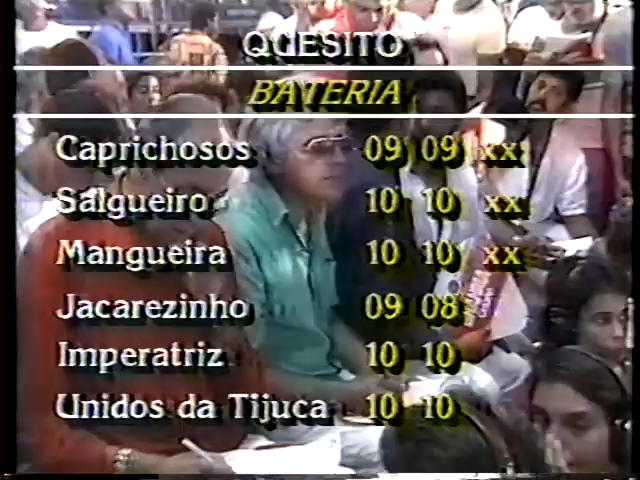 QUESITO
BATERIA
Caprichosos 09 09 xx
Salgueiro 10 10 xx
Mangueira 10 10 xx
Jacarezinho 09 08
Imperatriz 10 10
Unidos da Tijuca 10 10